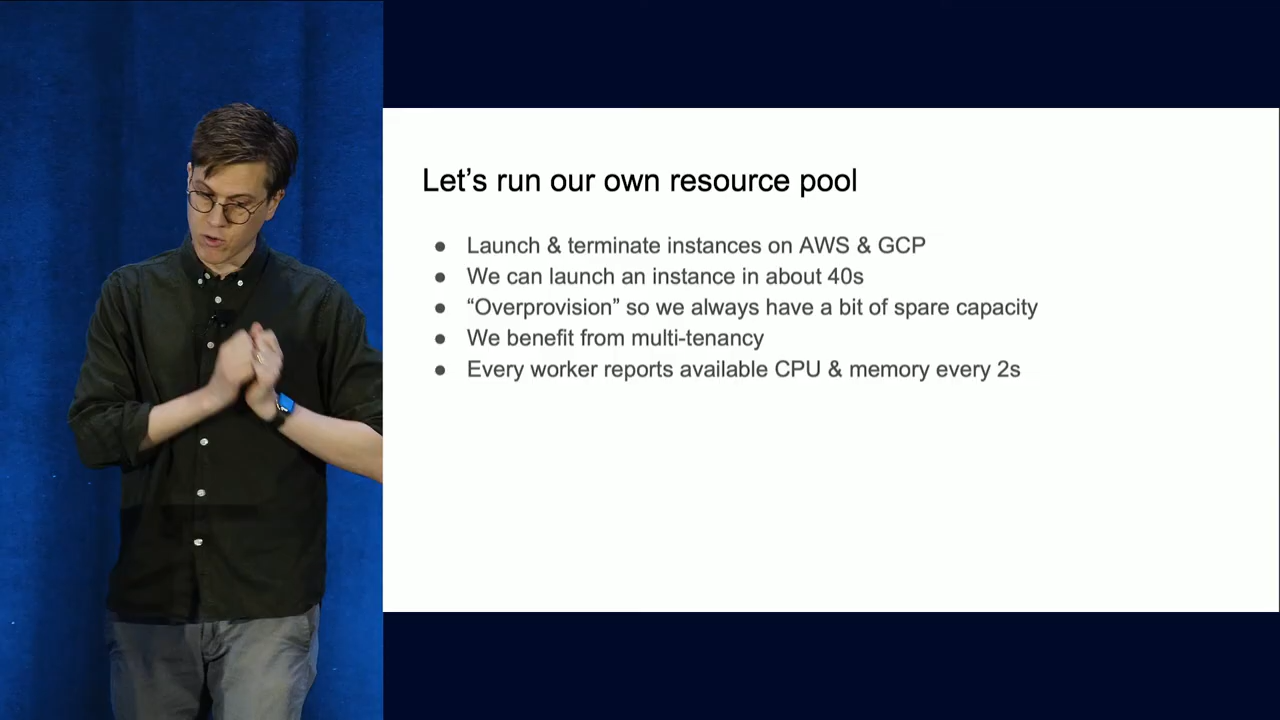 Let’s run our own resource pool
● Launch & terminate instances on AWS & GCP
● We can launch an instance in about 40s
● “Overprovision” so we always have a bit of spare capacity
● We benefit from multi-tenancy
● Every worker reports available CPU & memory every 2s